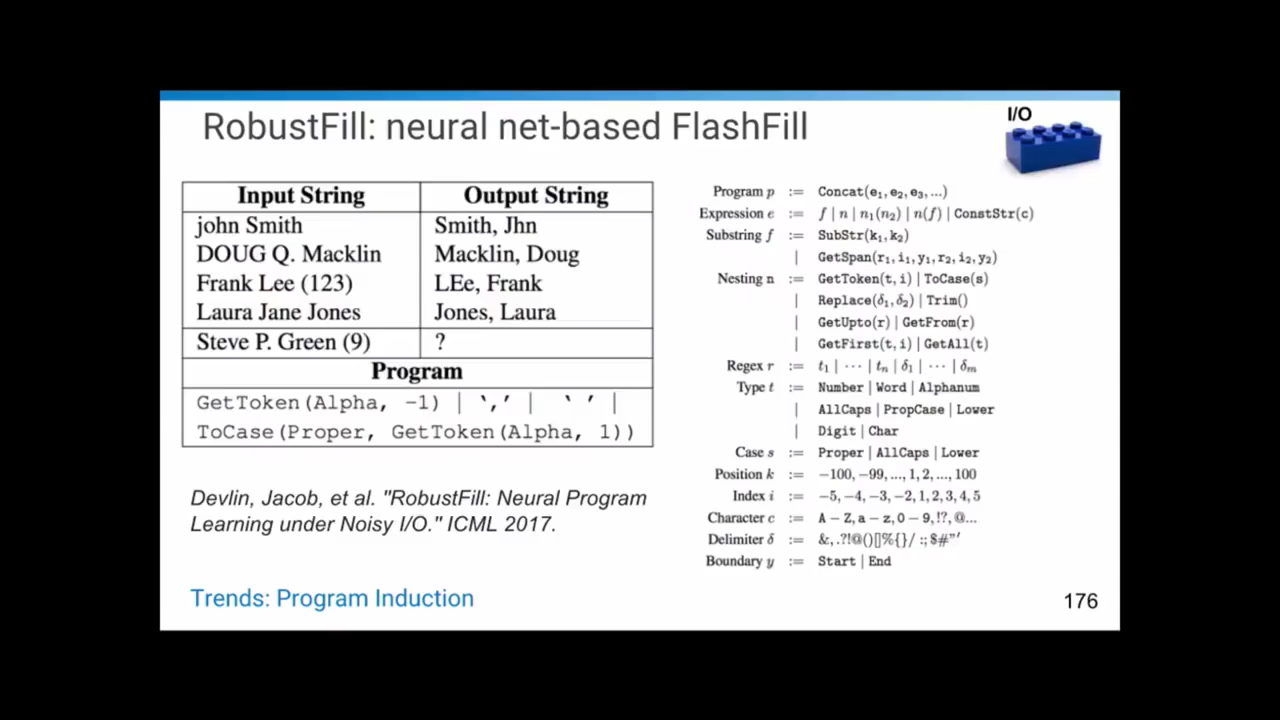 RobustFill: neural net-based FlashFill
I/O
Input String Output String
john Smith Smith, Jhn
DOUG Q. Macklin Macklin, Doug
Frank Lee (123) LEe, Frank
Laura Jane Jones Jones, Laura
Steve P. Green (9) ?
Program
GetToken(Alpha, -1) | ‵,′ | ‵ ′ |
ToCase(Proper, GetToken(Alpha, 1))
Devlin, Jacob, et al. "RobustFill: Neural Program
Learning under Noisy I/O." ICML 2017.
Program p := Concat(e₁, e₂, e₃, ...)
Expression e := f | n | n₁(n₂) | n(f) | ConstStr(c)
Substring f := SubStr(k₁, k₂)
| GetSpan(r₁, i₁, y₁, r₂, i₂, y₂)
Nesting n := GetToken(t, i) | ToCase(s)
| Replace(δ₁, δ₂) | Trim()
| GetUpto(r) | GetFrom(r)
| GetFirst(t, i) | GetAll(t)
Regex r := t₁ | ⋯ | tₙ | δ₁ | ⋯ | δₘ
Type t := Number | Word | Alphanum
| AllCaps | PropCase | Lower
| Digit | Char
Case s := Proper | AllCaps | Lower
Position k := −100, −99, ..., 1, 2, ..., 100
Index i := −5, −4, −3, −2, 1, 2, 3, 4, 5
Character c := A − Z, a − z, 0 − 9, !?, @...
Delimiter δ := &, .?!@()[]%{}/ :; $#"′
Boundary y := Start | End
Trends: Program Induction
176